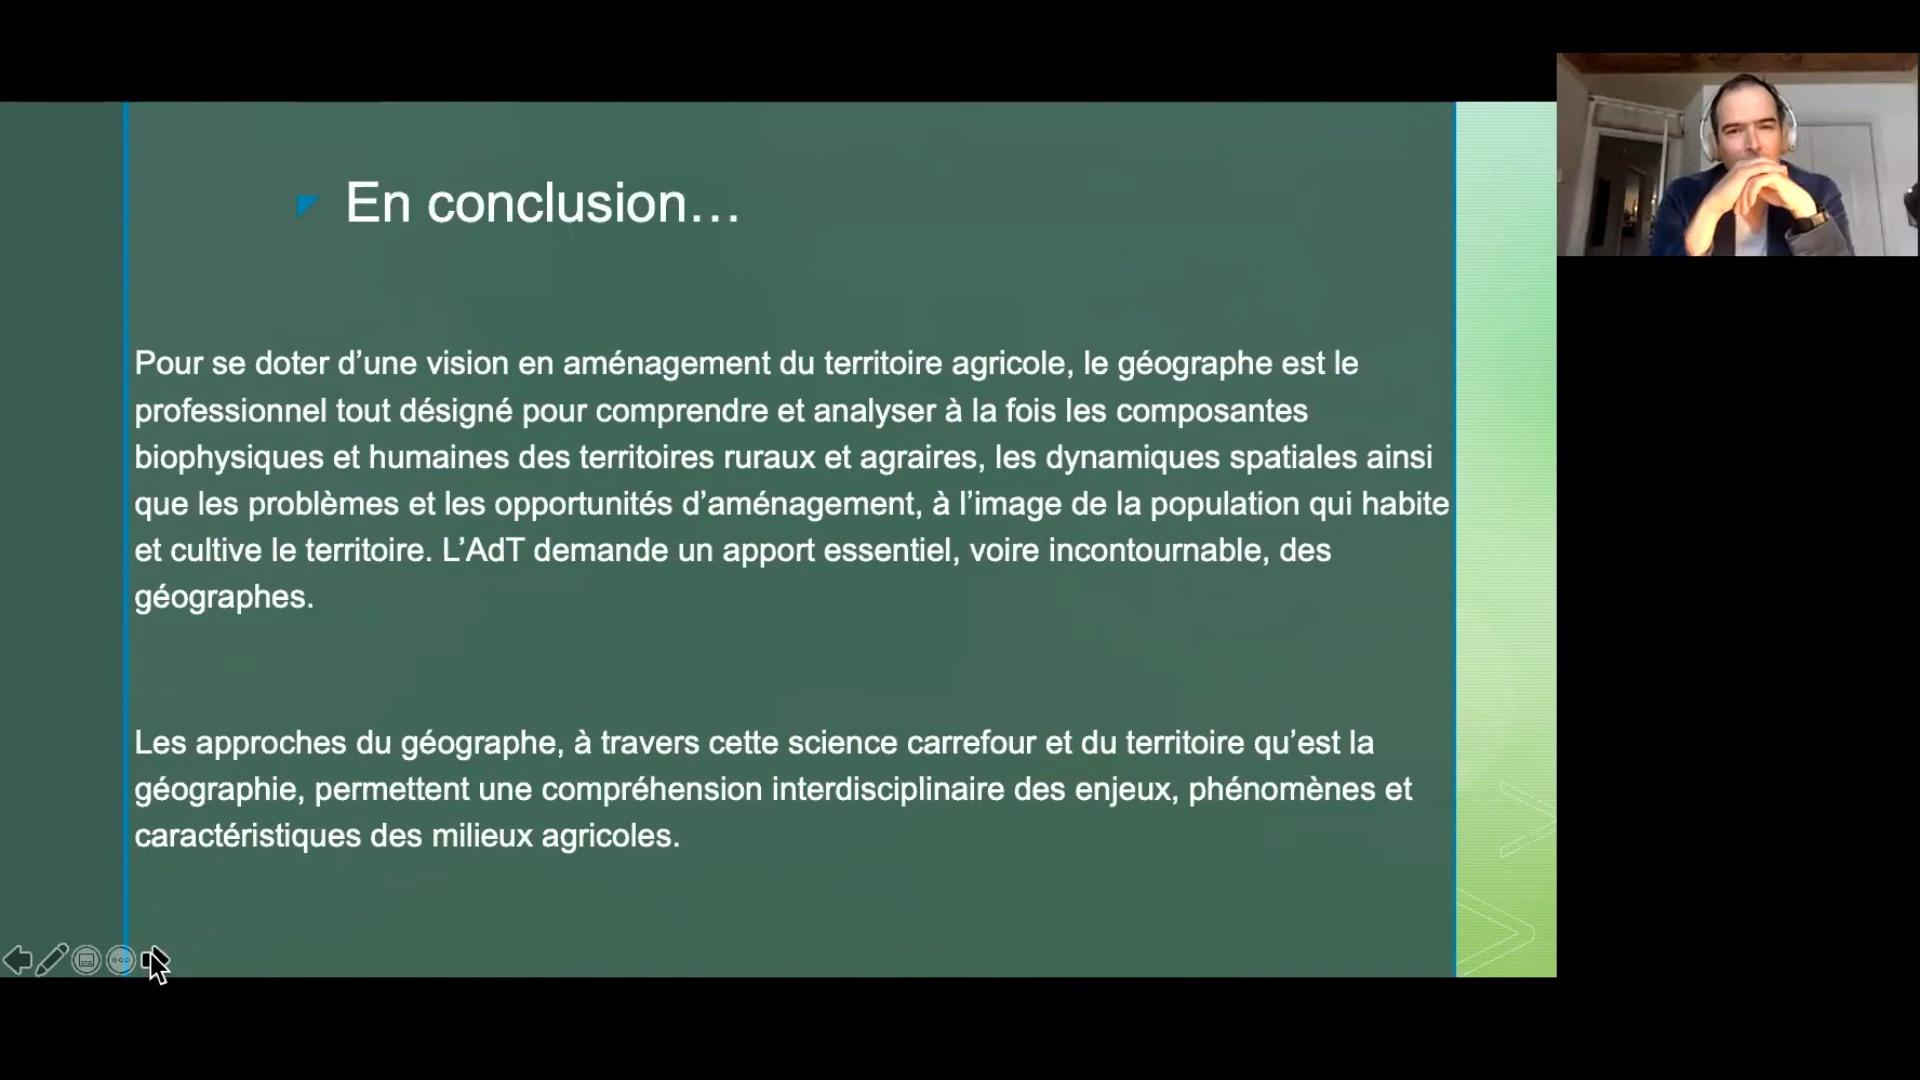 En conclusion…
Pour se doter d’une vision en aménagement du territoire agricole, le géographe est le
professionnel tout désigné pour comprendre et analyser à la fois les composantes
biophysiques et humaines des territoires ruraux et agraires, les dynamiques spatiales ainsi
que les problèmes et les opportunités d’aménagement, à l’image de la population qui habite
et cultive le territoire. L’AdT demande un apport essentiel, voire incontournable, des
géographes.
Les approches du géographe, à travers cette science carrefour et du territoire qu’est la
géographie, permettent une compréhension interdisciplinaire des enjeux, phénomènes et
caractéristiques des milieux agricoles.